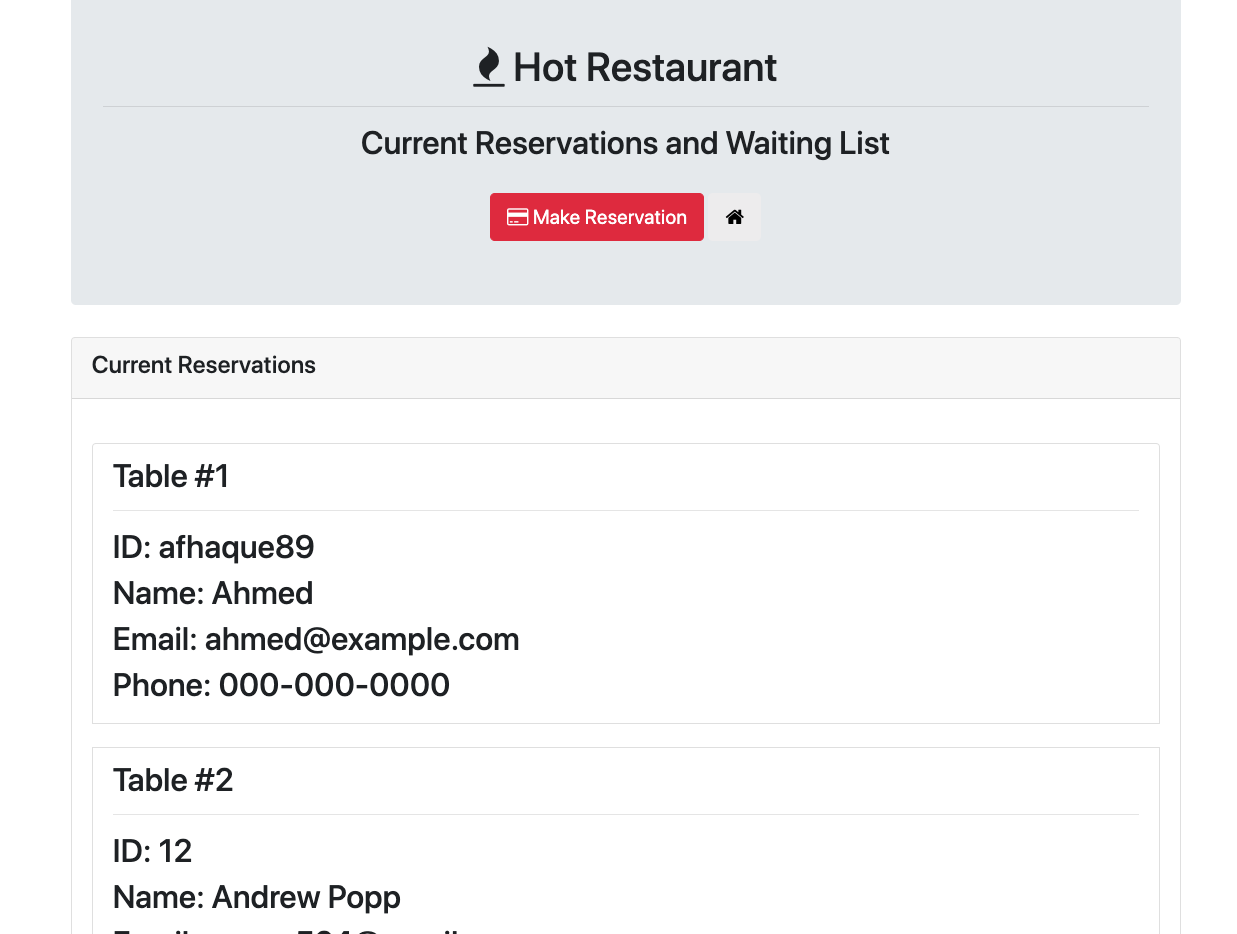 Hot Restaurant
Current Reservations and Waiting List
Make Reservation
Current Reservations
Table #1
ID: afhaque89
Name: Ahmed
Email: ahmed@example.com
Phone: 000-000-0000
Table #2
ID: 12
Name: Andrew Popp